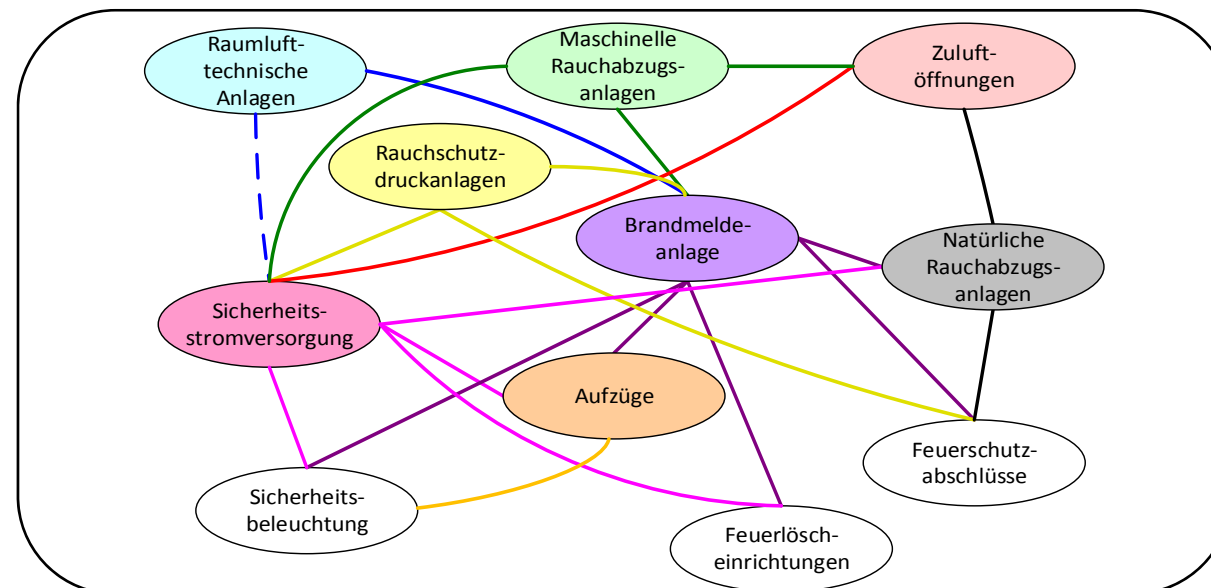 Raumluft-
technische
Anlagen
Maschinelle
Rauchabzugs-
anlagen
Zuluft-
öffnungen
Rauchschutz-
druckanlagen
Brandmelde-
anlage
Natürliche
Rauchabzugs-
anlagen
Sicherheits-
stromversorgung
Aufzüge
Feuerschutz-
abschlüsse
Sicherheits-
beleuchtung
Feuerlösch-
einrichtungen